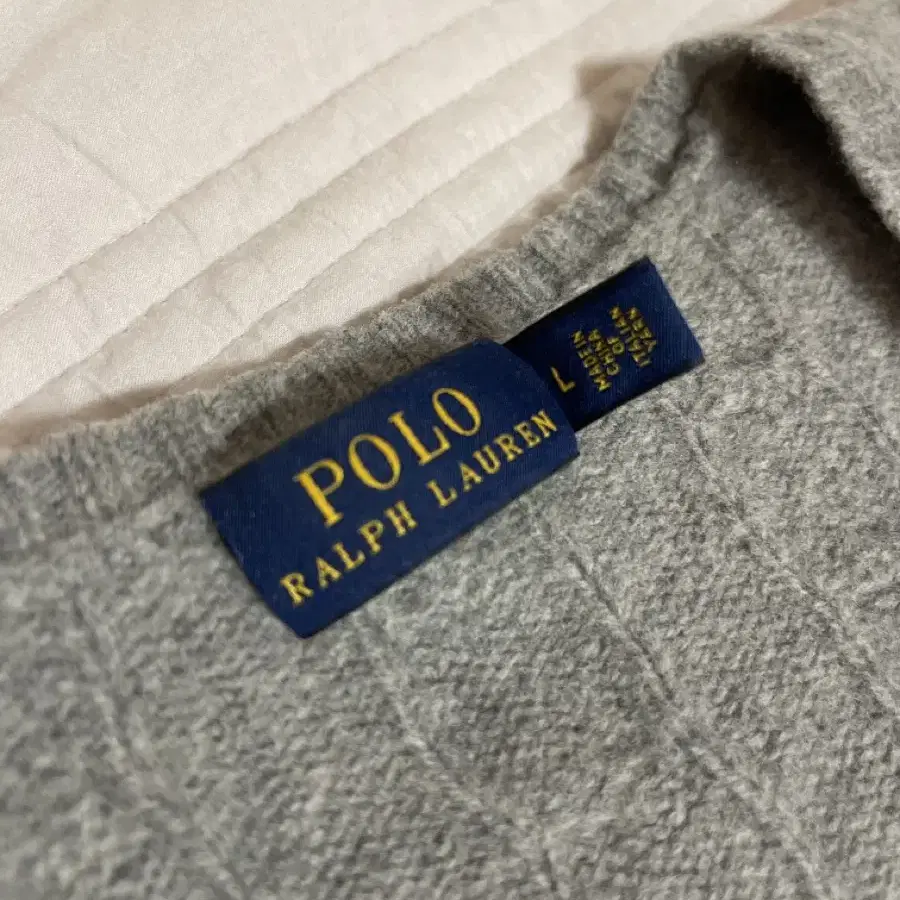 POLO
RALPH LAUREN
L
MADE IN
CHINA
OF
ITALIAN
YARN